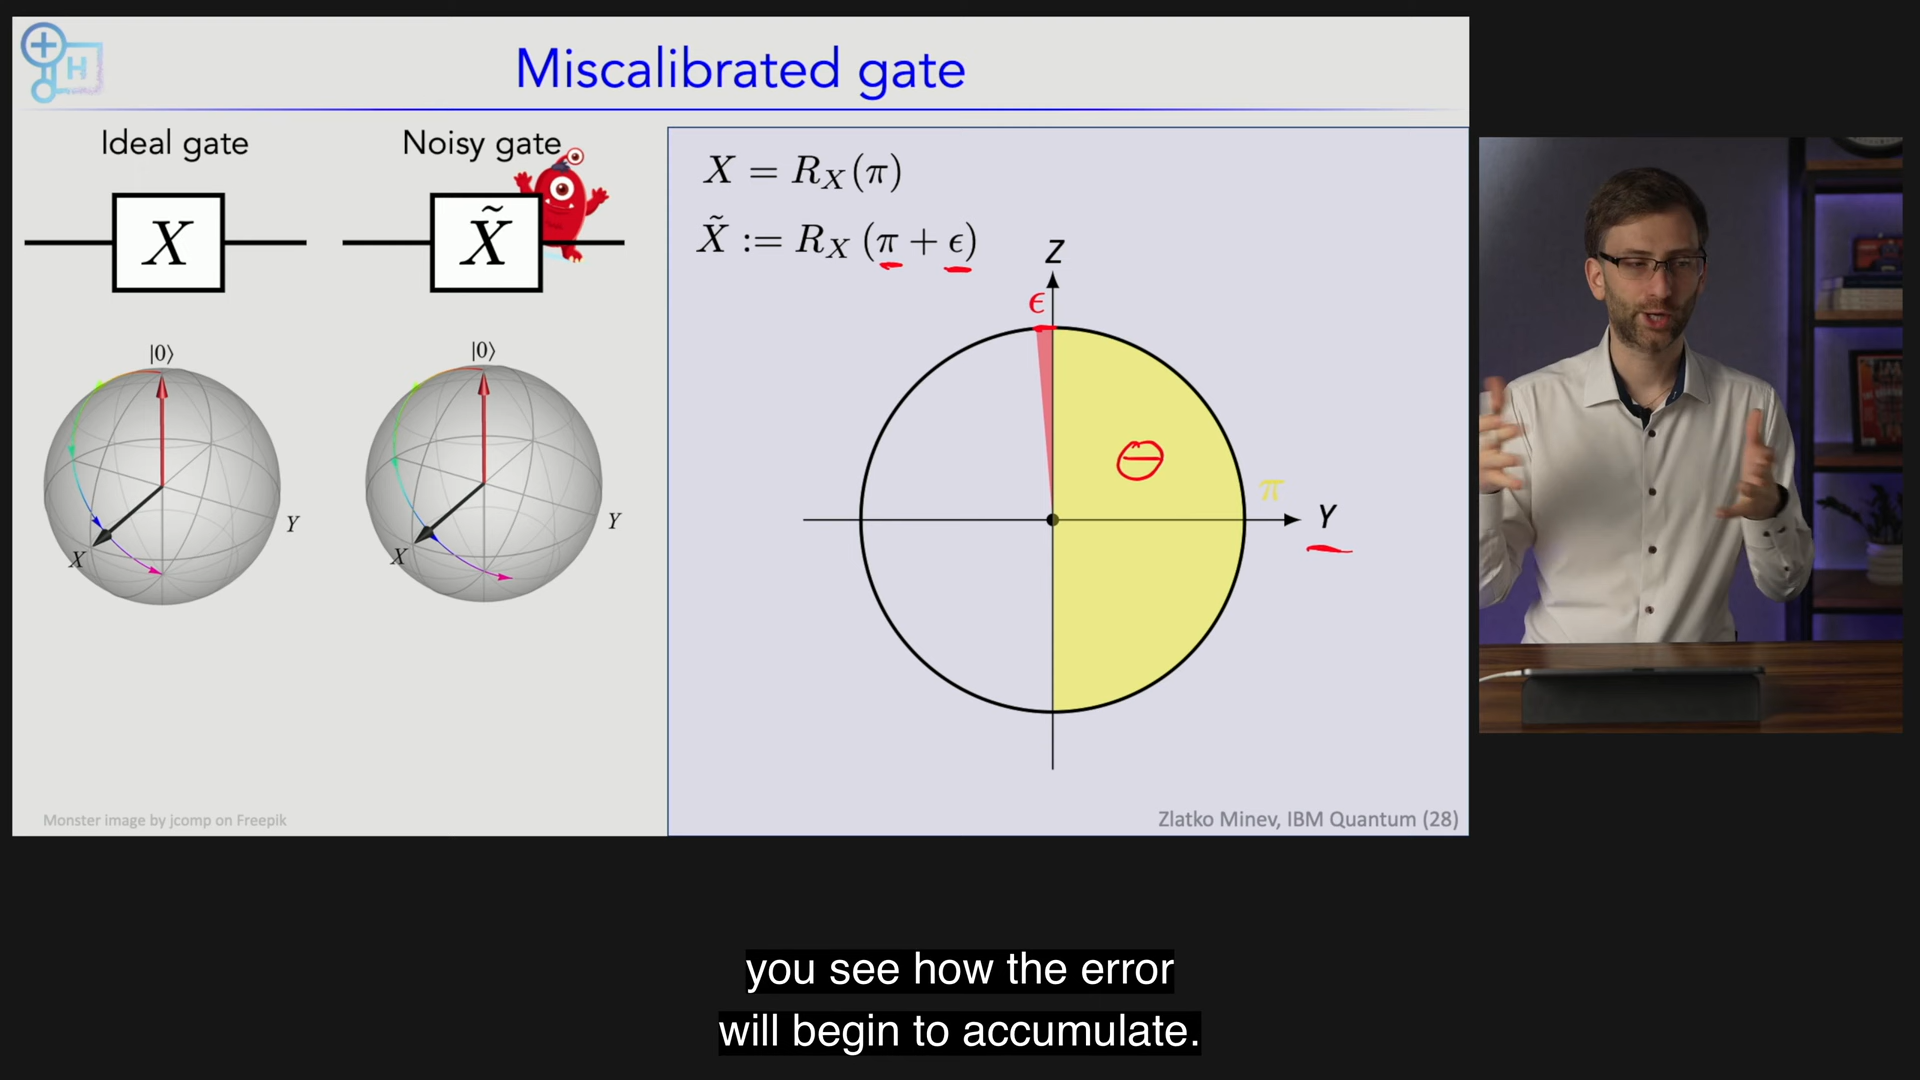 Miscalibrated gate
Ideal gate
Noisy gate
X
X̃
|0⟩
Y
X
|0⟩
Y
X
X = R_X(π)
X̃ := R_X (π + ϵ)
Z
ϵ
Θ
π
Y
Monster image by jcomp on Freepik
Zlatko Minev, IBM Quantum (28)
H
you see how the error
will begin to accumulate.